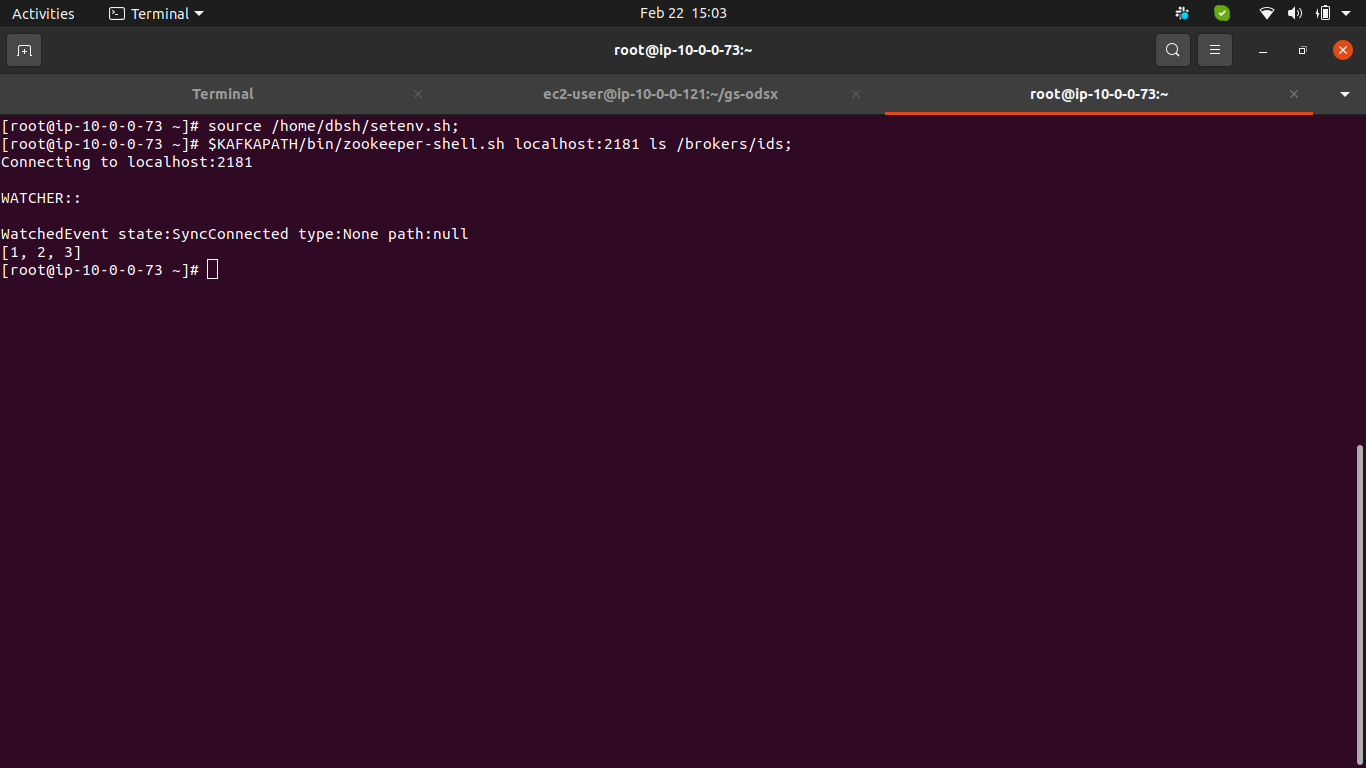 Activities
Terminal
Feb 22 15:03
root@ip-10-0-0-73:~
Terminal
ec2-user@ip-10-0-0-121:~/gs-odsx
root@ip-10-0-0-73:~
[root@ip-10-0-0-73 ~]# source /home/dbsh/setenv.sh;
[root@ip-10-0-0-73 ~]# $KAFKAPATH/bin/zookeeper-shell.sh localhost:2181 ls /brokers/ids;
Connecting to localhost:2181
WATCHER::
WatchedEvent state:SyncConnected type:None path:null
[1, 2, 3]
[root@ip-10-0-0-73 ~]#